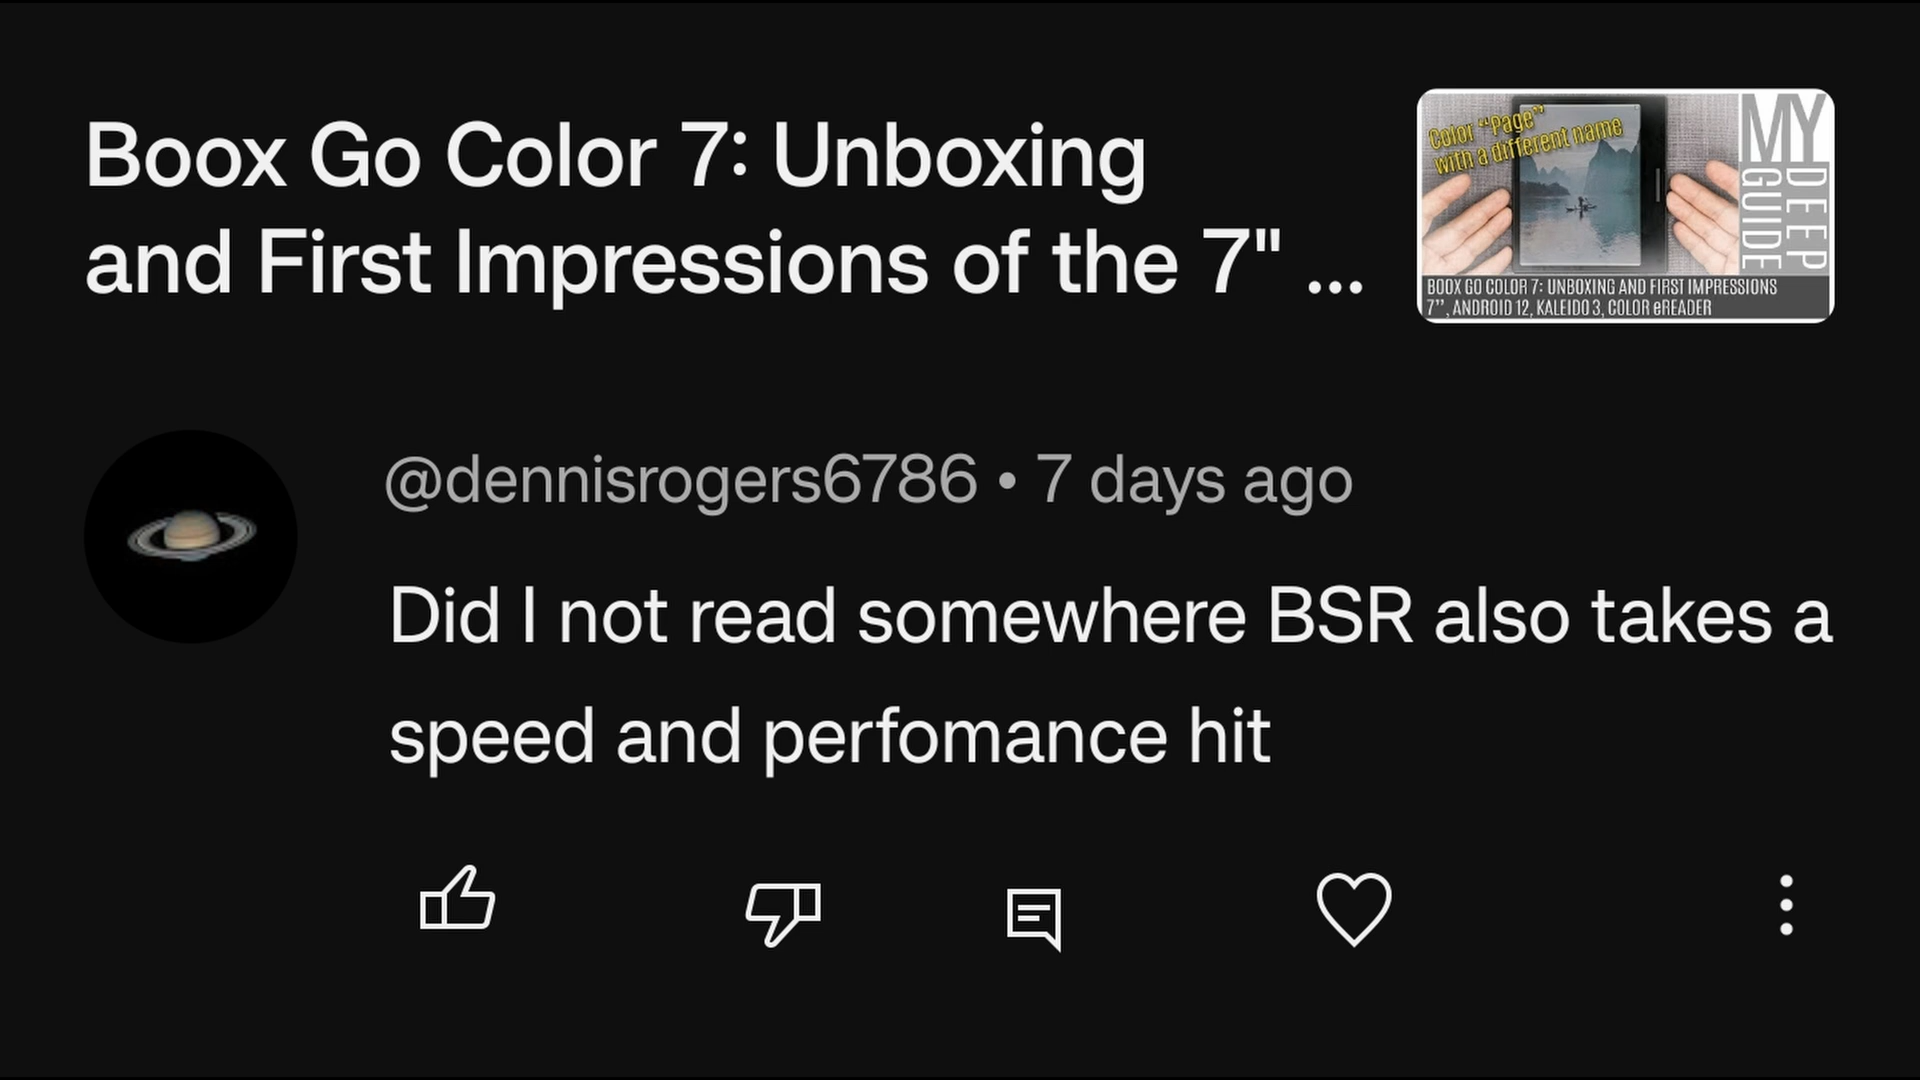 Boox Go Color 7: Unboxing
and First Impressions of the 7" ...
Color “Page”
with a different name
MY
DEEP
GUIDE
BOOX GO COLOR 7: UNBOXING AND FIRST IMPRESSIONS
7”, ANDROID 12, KALEIDO 3, COLOR eREADER
@dennisrogers6786 • 7 days ago
Did I not read somewhere BSR also takes a
speed and perfomance hit